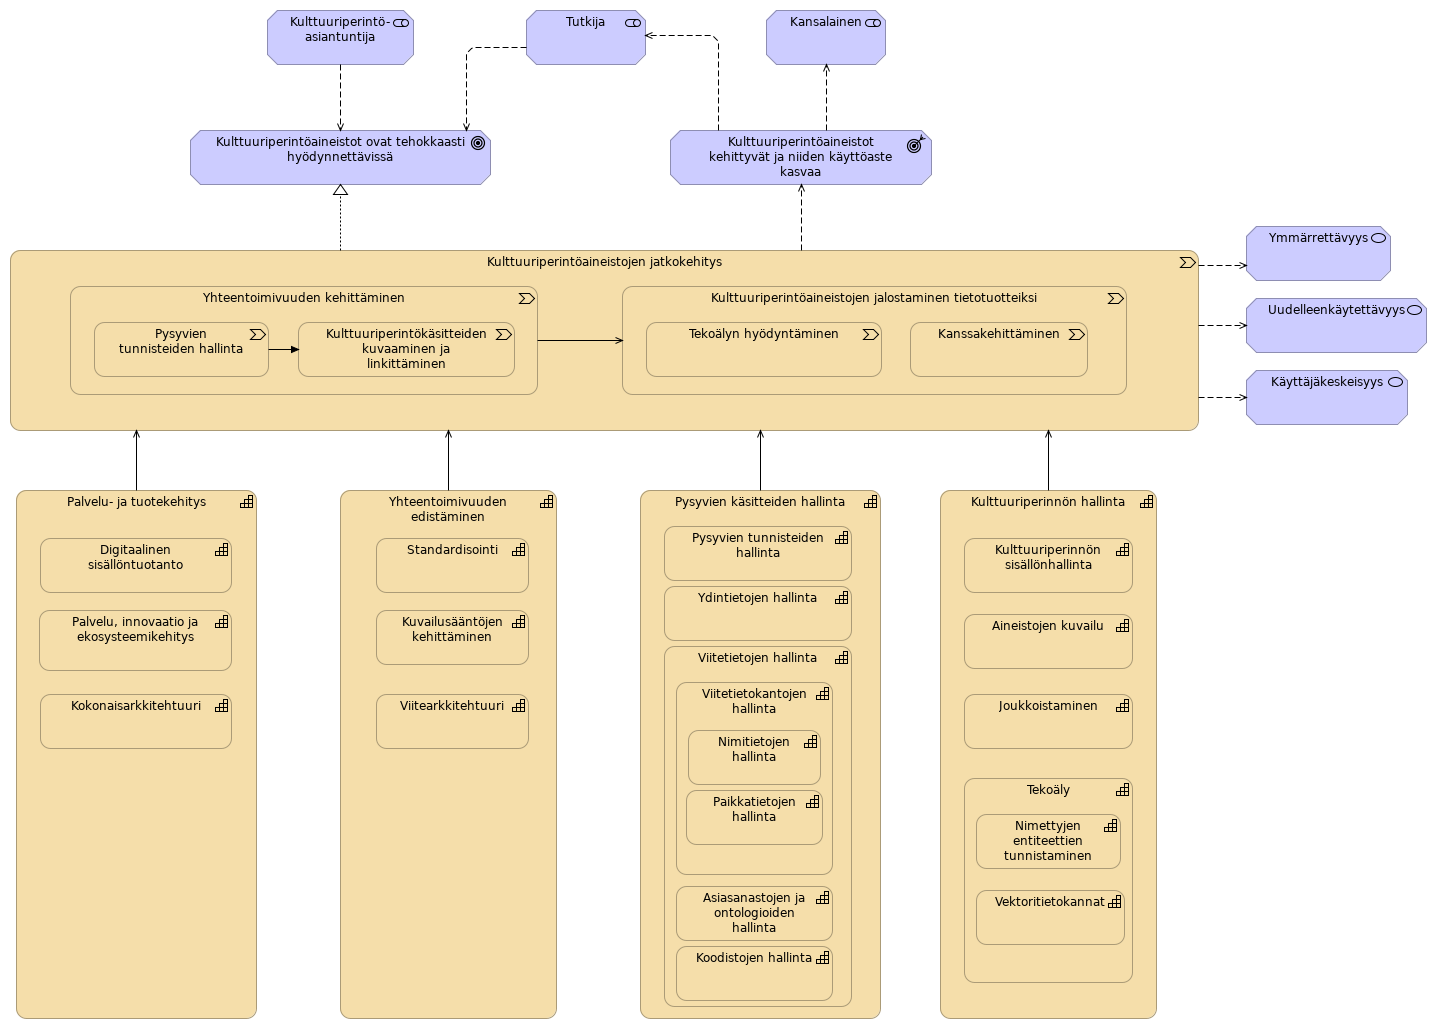 Kulttuuriperintö-
asiantuntija
Tutkija
Kansalainen
Kulttuuriperintöaineistot ovat tehokkaasti
hyödynnettävissä
Kulttuuriperintöaineistot
kehittyvät ja niiden käyttöaste
kasvaa
Ymmärrettävyys
Uudelleenkäytettävyys
Käyttäjäkeskeisyys
Kulttuuriperintöaineistojen jatkokehitys
Yhteentoimivuuden kehittäminen
Pysyvien
tunnisteiden hallinta
Kulttuuriperintökäsitteiden
kuvaaminen ja
linkittäminen
Kulttuuriperintöaineistojen jalostaminen tietotuotteiksi
Tekoälyn hyödyntäminen
Kanssakehittäminen
Palvelu- ja tuotekehitys
Digitaalinen
sisällöntuotanto
Palvelu, innovaatio ja
ekosysteemikehitys
Kokonaisarkkitehtuuri
Yhteentoimivuuden
edistäminen
Standardisointi
Kuvailusääntöjen
kehittäminen
Viitearkkitehtuuri
Pysyvien käsitteiden hallinta
Pysyvien tunnisteiden
hallinta
Ydintietojen hallinta
Viitetietojen hallinta
Viitetietokantojen
hallinta
Nimitietojen
hallinta
Paikkatietojen
hallinta
Asiasanastojen ja
ontologioiden
hallinta
Koodistojen hallinta
Kulttuuriperinnön hallinta
Kulttuuriperinnön
sisällönhallinta
Aineistojen kuvailu
Joukkoistaminen
Tekoäly
Nimettyjen
entiteettien
tunnistaminen
Vektoritietokannat